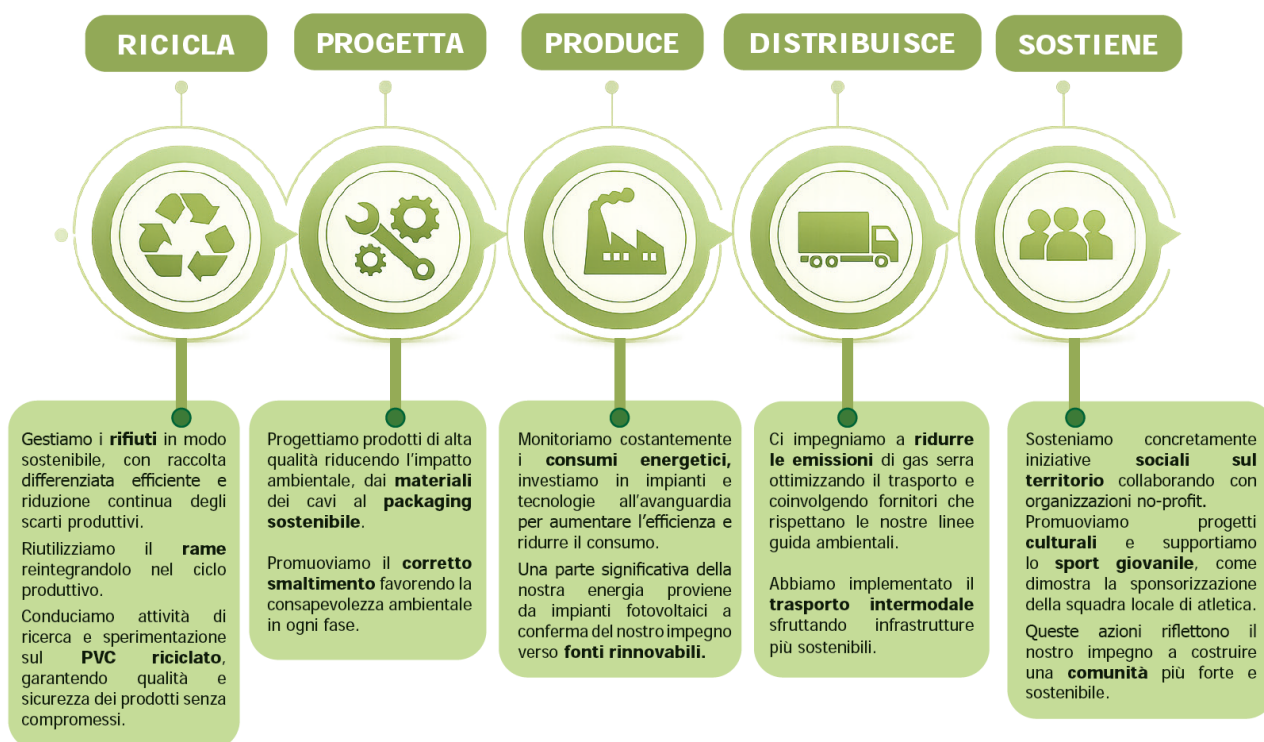 RICICLA
PROGETTA
PRODUCE
DISTRIBUISCE
SOSTIENE
Gestiamo i rifiuti in modo
sostenibile, con raccolta
differenziata efficiente e
riduzione continua degli
scarti produttivi.
Riutilizziamo il rame
reintegrandolo nel ciclo
produttivo.
Conduciamo attività di
ricerca e sperimentazione
sul PVC riciclato,
garantendo qualità e
sicurezza dei prodotti senza
compromessi.
Progettiamo prodotti di alta
qualità riducendo l'impatto
ambientale, dai materiali
dei cavi al packaging
sostenibile.
Promuoviamo il corretto
smaltimento favorendo la
consapevolezza ambientale
in ogni fase.
Monitoriamo costantemente
i consumi energetici,
investiamo in impianti e
tecnologie all'avanguardia
per aumentare l'efficienza e
ridurre il consumo.
Una parte significativa della
nostra energia proviene
da impianti fotovoltaici a
conferma del nostro impegno
verso fonti rinnovabili.
Ci impegniamo a ridurre
le emissioni di gas serra
ottimizzando il trasporto e
coinvolgendo fornitori che
rispettano le nostre linee
guida ambientali.
Abbiamo implementato il
trasporto intermodale
sfruttando infrastrutture
più sostenibili.
Sosteniamo concretamente
iniziative sociali sul
territorio collaborando con
organizzazioni no-profit.
Promuoviamo progetti
culturali e supportiamo
lo sport giovanile, come
dimostra la sponsorizzazione
della squadra locale di atletica.
Queste azioni riflettono il
nostro impegno a costruire
una comunità più forte e
sostenibile.